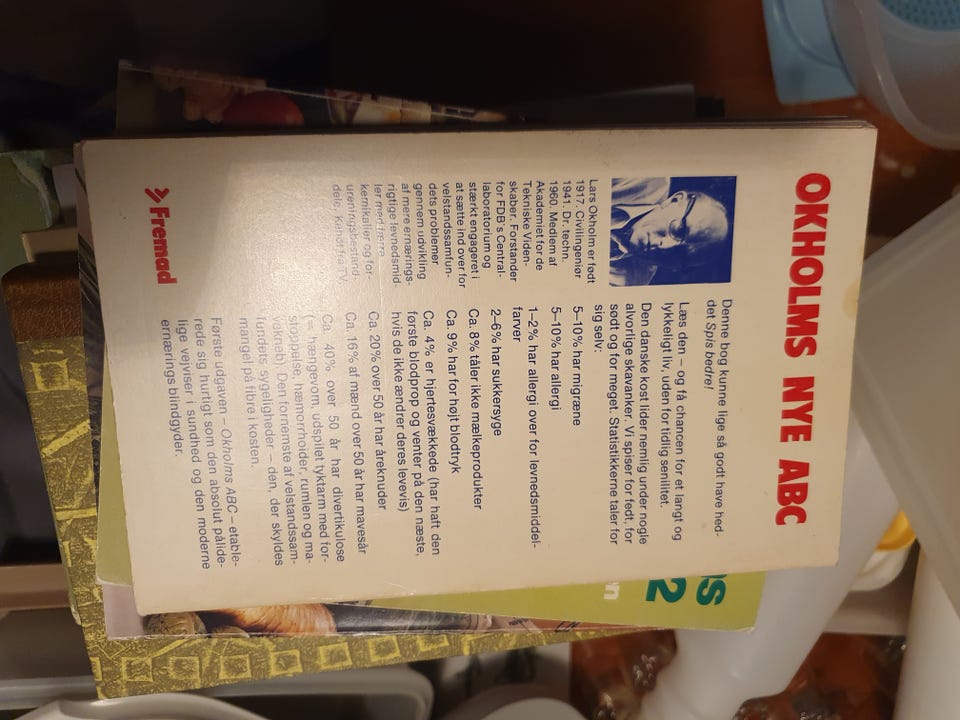 OKHOLMS NYE ABC
Lars Okholm er født
1917. Civilingeniør
1941. Dr. techn.
1960. Medlem af
Akademiet for de
Tekniske Viden-
skaber. Forstander
for FDB's Central-
laboratorium og
stærkt engageret i
at sætte ind over for
velstandssamfun-
dets problemer
gennem udvikling
af mere ernærings-
rigtige levnedsmid-
ler med færre
kemikalier og for-
ureningsbestand-
dele. Kendt fra TV.
Denne bog kunne lige så godt have hed-
det Spis bedre!
Læs den – og få chancen for et langt og
lykkeligt liv, uden for tidlig senilitet.
Den danske kost lider nemlig under nogle
alvorlige skavanker. Vi spiser for fedt, for
sødt og for meget. Statistikkerne taler for
sig selv:
5–10% har migræne
5–10% har allergi
1–2% har allergi over for levnedsmiddel-
farver
2–6% har sukkersyge
Ca. 8% tåler ikke mælkeprodukter
Ca. 9% har for højt blodtryk
Ca. 4% er hjertesvækkede (har haft den
første blodprop og venter på den næste,
hvis de ikke ændrer deres levevis)
Ca. 20% over 50 år har åreknuder
Ca. 16% af mænd over 50 år har mavesår
Ca. 40% over 50 år har divertikulose
(= hængevom, udspilet tyktarm med for-
stoppelse, hæmorrhoider, rumlen og ma-
vekneb). Den fornemste af velstandssam-
fundets sygeligheder – den, der skyldes
mangel på fibre i kosten.
Første udgaven – Okholms ABC – etable-
rede sig hurtigt som den absolut pålide-
lige vejviser i sundhed og den moderne
ernærings blindgyder.
Fremad
DS
2
n